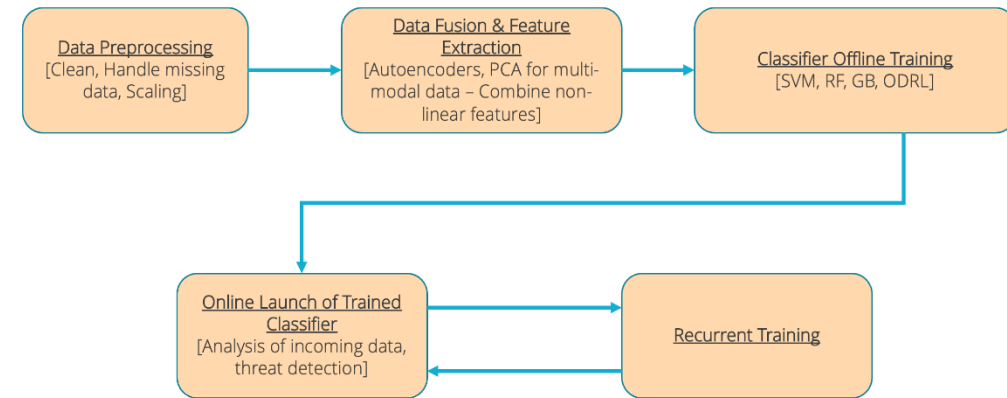 Data Preprocessing
[Clean, Handle missing
data, Scaling]
Data Fusion & Feature
Extraction
[Autoencoders, PCA for multi-
modal data – Combine non-
linear features]
Classifier Offline Training
[SVM, RF, GB, ODRL]
Online Launch of Trained
Classifier
[Analysis of incoming data,
threat detection]
Recurrent Training